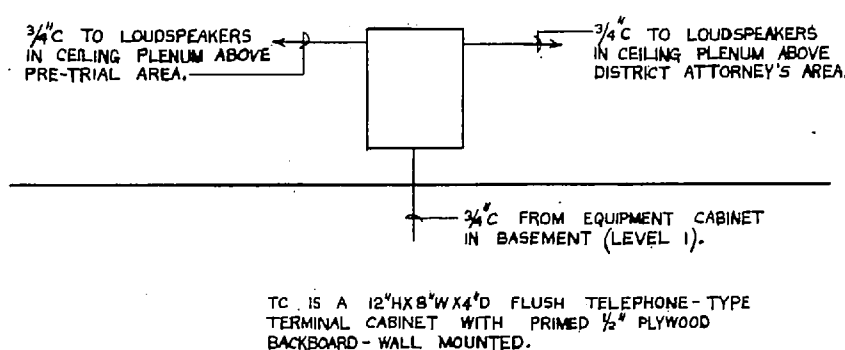 3/4"C TO LOUDSPEAKERS
IN CEILING PLENUM ABOVE
PRE-TRIAL AREA.
3/4"C TO LOUDSPEAKERS
IN CEILING PLENUM ABOVE
DISTRICT ATTORNEY'S AREA.
3/4"C FROM EQUIPMENT CABINET
IN BASEMENT (LEVEL 1).
TC IS A 12"HX8"WX4"D FLUSH TELEPHONE-TYPE
TERMINAL CABINET WITH PRIMED 1/2" PLYWOOD
BACKBOARD-WALL MOUNTED.